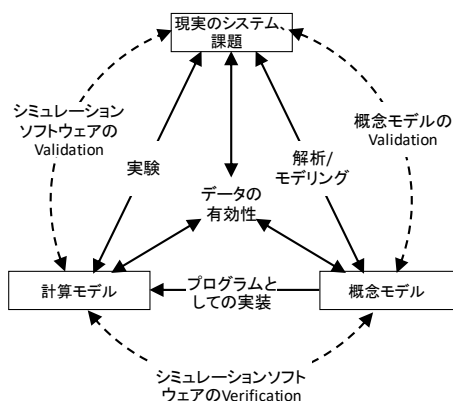 現実のシステム、
課題
シミュレーション
ソフトウェアの
Validation
概念モデルの
Validation
実験
解析/
モデリング
データの
有効性
計算モデル
プログラムと
しての実装
概念モデル
シミュレーションソフト
ウェアのVerification